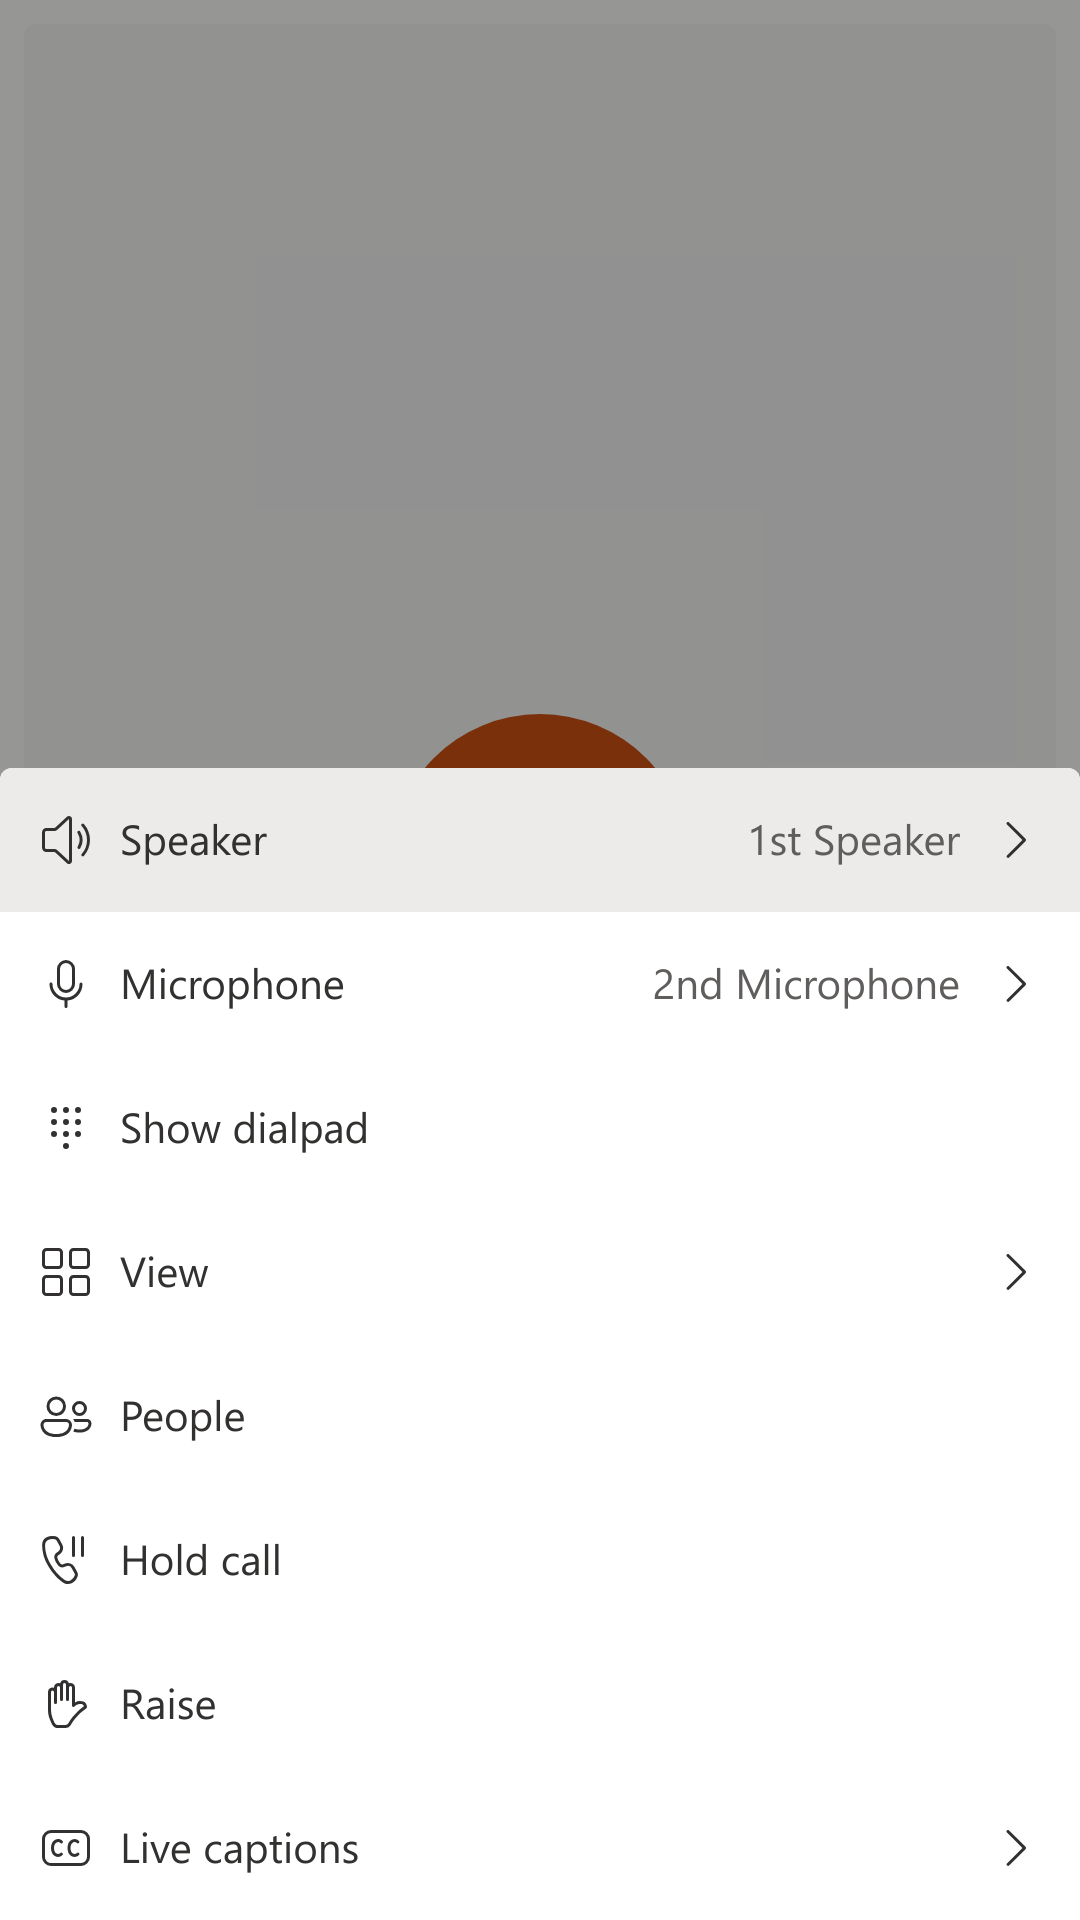 Speaker 1st Speaker
Microphone 2nd Microphone
Show dialpad
View
People
Hold call
Raise
CC Live captions